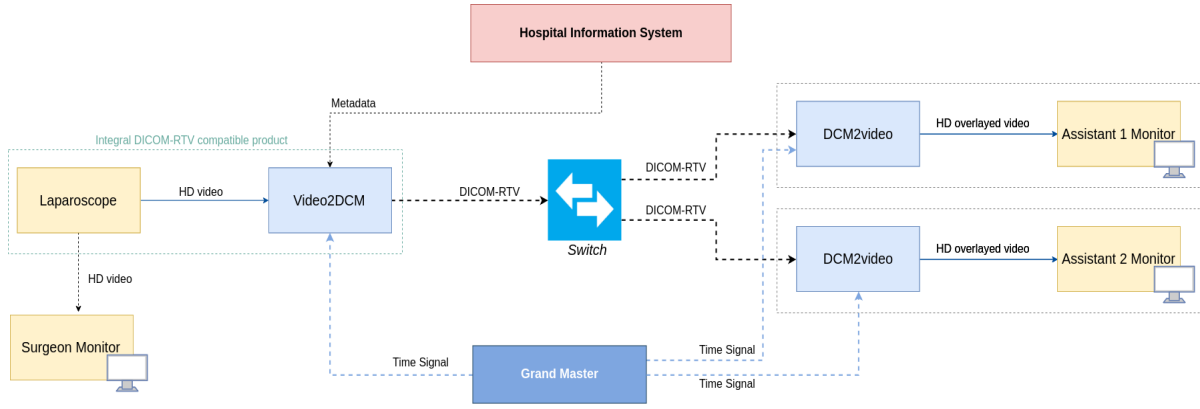 Hospital Information System
Metadata
Integral DICOM-RTV compatible product
Laparoscope
HD video
Video2DCM
DICOM-RTV
Switch
DICOM-RTV
DICOM-RTV
DCM2video
HD overlayed video
Assistant 1 Monitor
DCM2video
HD overlayed video
Assistant 2 Monitor
HD video
Surgeon Monitor
Time Signal
Grand Master
Time Signal
Time Signal